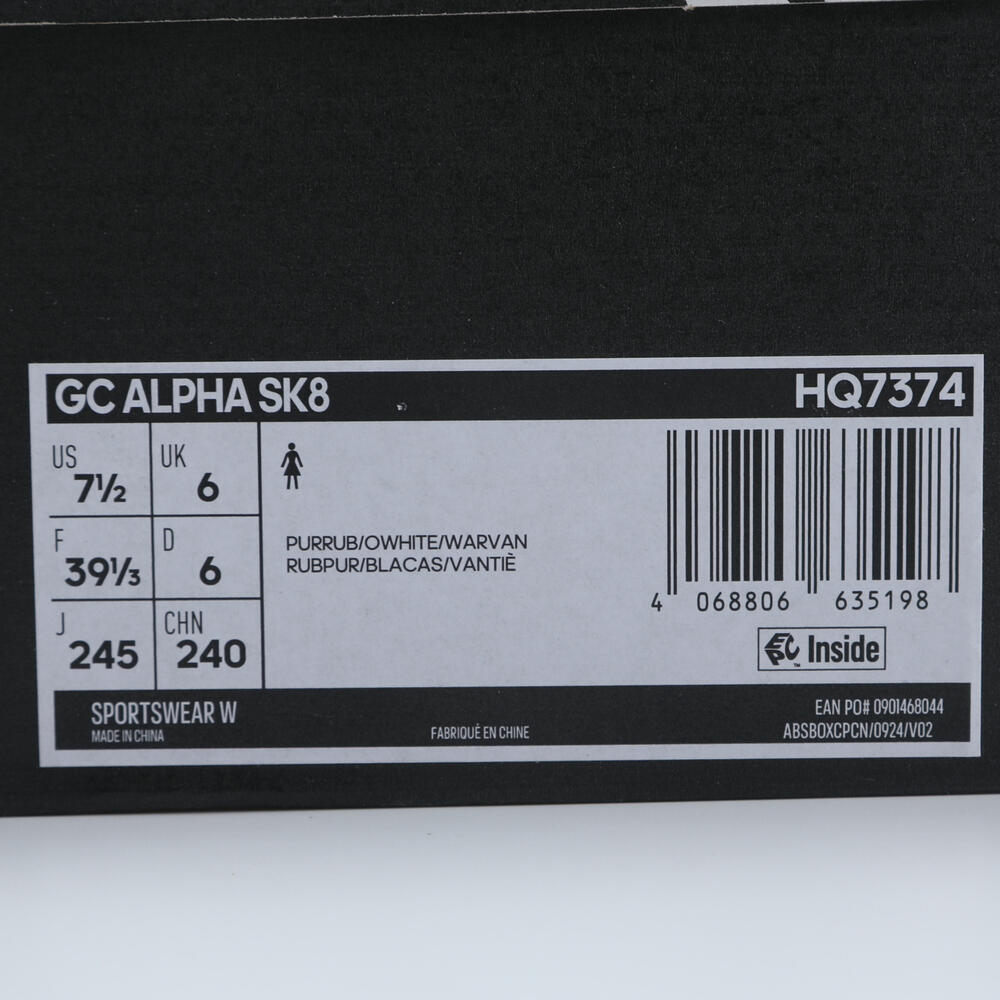 GC ALPHA SK8
HQ7374
US
7½
UK
6
F
39⅓
D
6
J
245
CHN
240
PURRUB/OWHITE/WARVAN
RUBPUR/BLACAS/VANTIÈ
4 068806 635198
EPC™ Inside
SPORTSWEAR W
MADE IN CHINA
FABRIQUÉ EN CHINE
EAN PO# 0901468044
ABSBOXCPCN/0924/V02